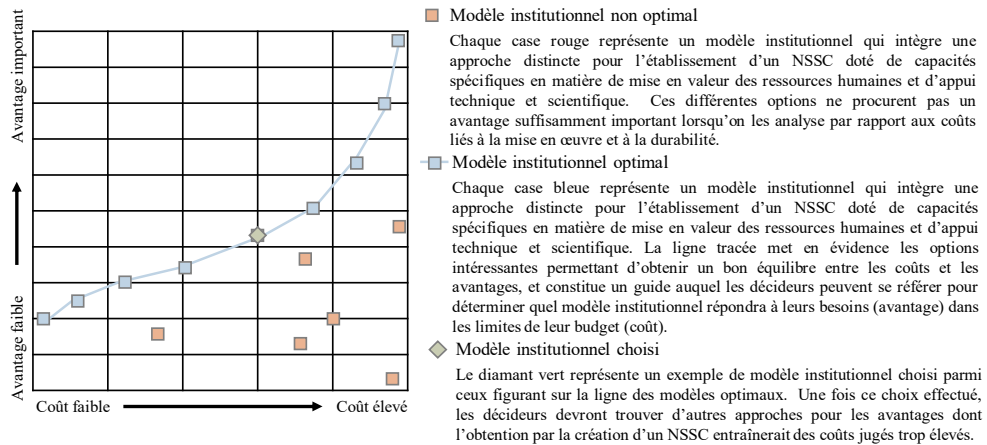 Avantage important
Avantage faible
Coût faible
Coût élevé
Modèle institutionnel non optimal
Chaque case rouge représente un modèle institutionnel qui intègre une
approche distincte pour l'établissement d'un NSSC doté de capacités
spécifiques en matière de mise en valeur des ressources humaines et d'appui
technique et scientifique. Ces différentes options ne procurent pas un
avantage suffisamment important lorsqu'on les analyse par rapport aux coûts
liés à la mise en œuvre et à la durabilité.
Modèle institutionnel optimal
Chaque case bleue représente un modèle institutionnel qui intègre une
approche distincte pour l'établissement d'un NSSC doté de capacités
spécifiques en matière de mise en valeur des ressources humaines et d'appui
technique et scientifique. La ligne tracée met en évidence les options
intéressantes permettant d'obtenir un bon équilibre entre les coûts et les
avantages, et constitue un guide auquel les décideurs peuvent se référer pour
déterminer quel modèle institutionnel répondra à leurs besoins (avantage) dans
les limites de leur budget (coût).
Modèle institutionnel choisi
Le diamant vert représente un exemple de modèle institutionnel choisi parmi
ceux figurant sur la ligne des modèles optimaux. Une fois ce choix effectué,
les décideurs devront trouver d'autres approches pour les avantages dont
l'obtention par la création d'un NSSC entraînerait des coûts jugés trop élevés.